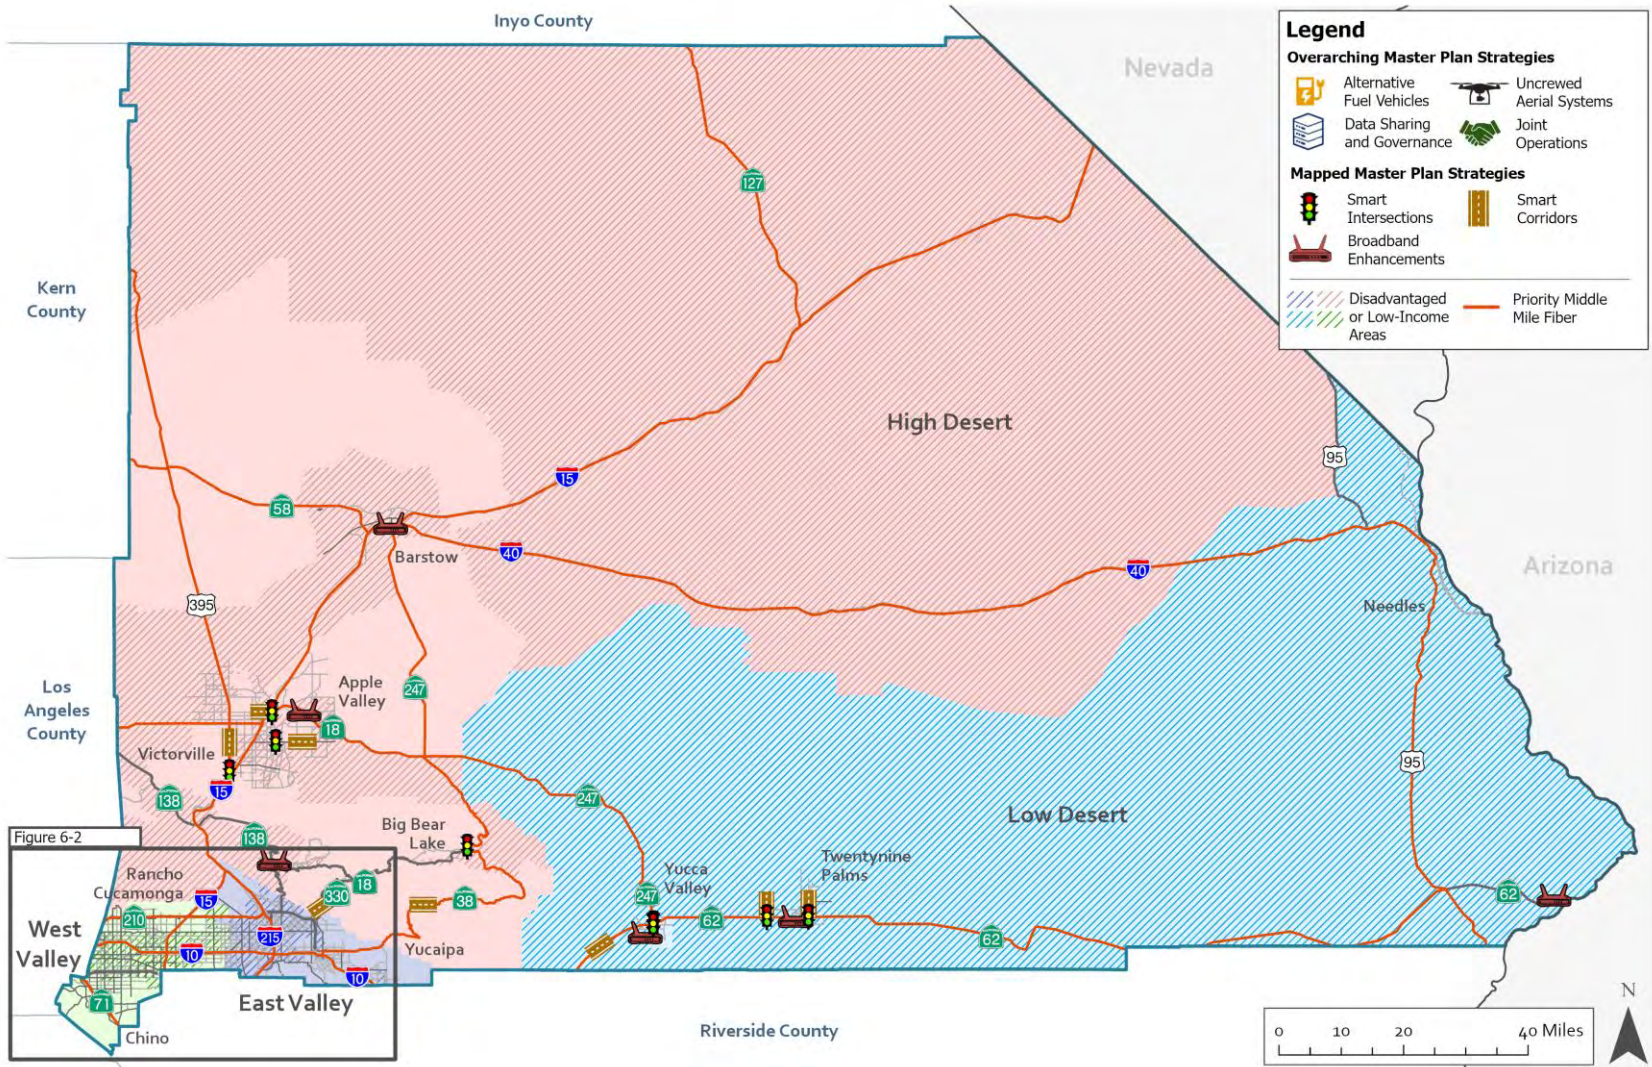 Inyo County
Nevada
Legend
Overarching Master Plan Strategies
Alternative
Fuel Vehicles
Uncrewed
Aerial Systems
Data Sharing
and Governance
Joint
Operations
Mapped Master Plan Strategies
Smart
Intersections
Smart
Corridors
Broadband
Enhancements
Disadvantaged
or Low-Income
Areas
Priority Middle
Mile Fiber
127
Kern
County
High Desert
95
15
58
Barstow
40
40
Arizona
395
Needles
Los
Angeles
County
Apple
Valley
247
18
Victorville
95
15
138
247
138
Big Bear
Lake
Low Desert
Figure 6-2
Rancho
Cucamonga
15
330
18
38
Yucca
Valley
247
Twentynine
Palms
62
62
62
210
West
Valley
215
10
Yucaipa
10
71
East Valley
Chino
Riverside County
N
0 10 20 40 Miles